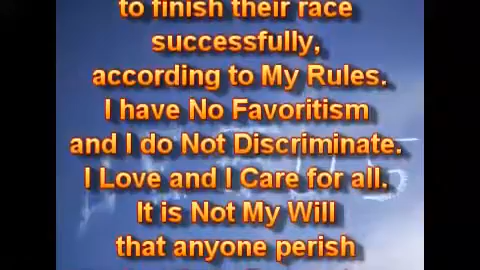 to finish their race
successfully,
according to My Rules.
I have No Favoritism
and I do Not Discriminate.
I Love and I Care for all.
It is Not My Will
that anyone perish